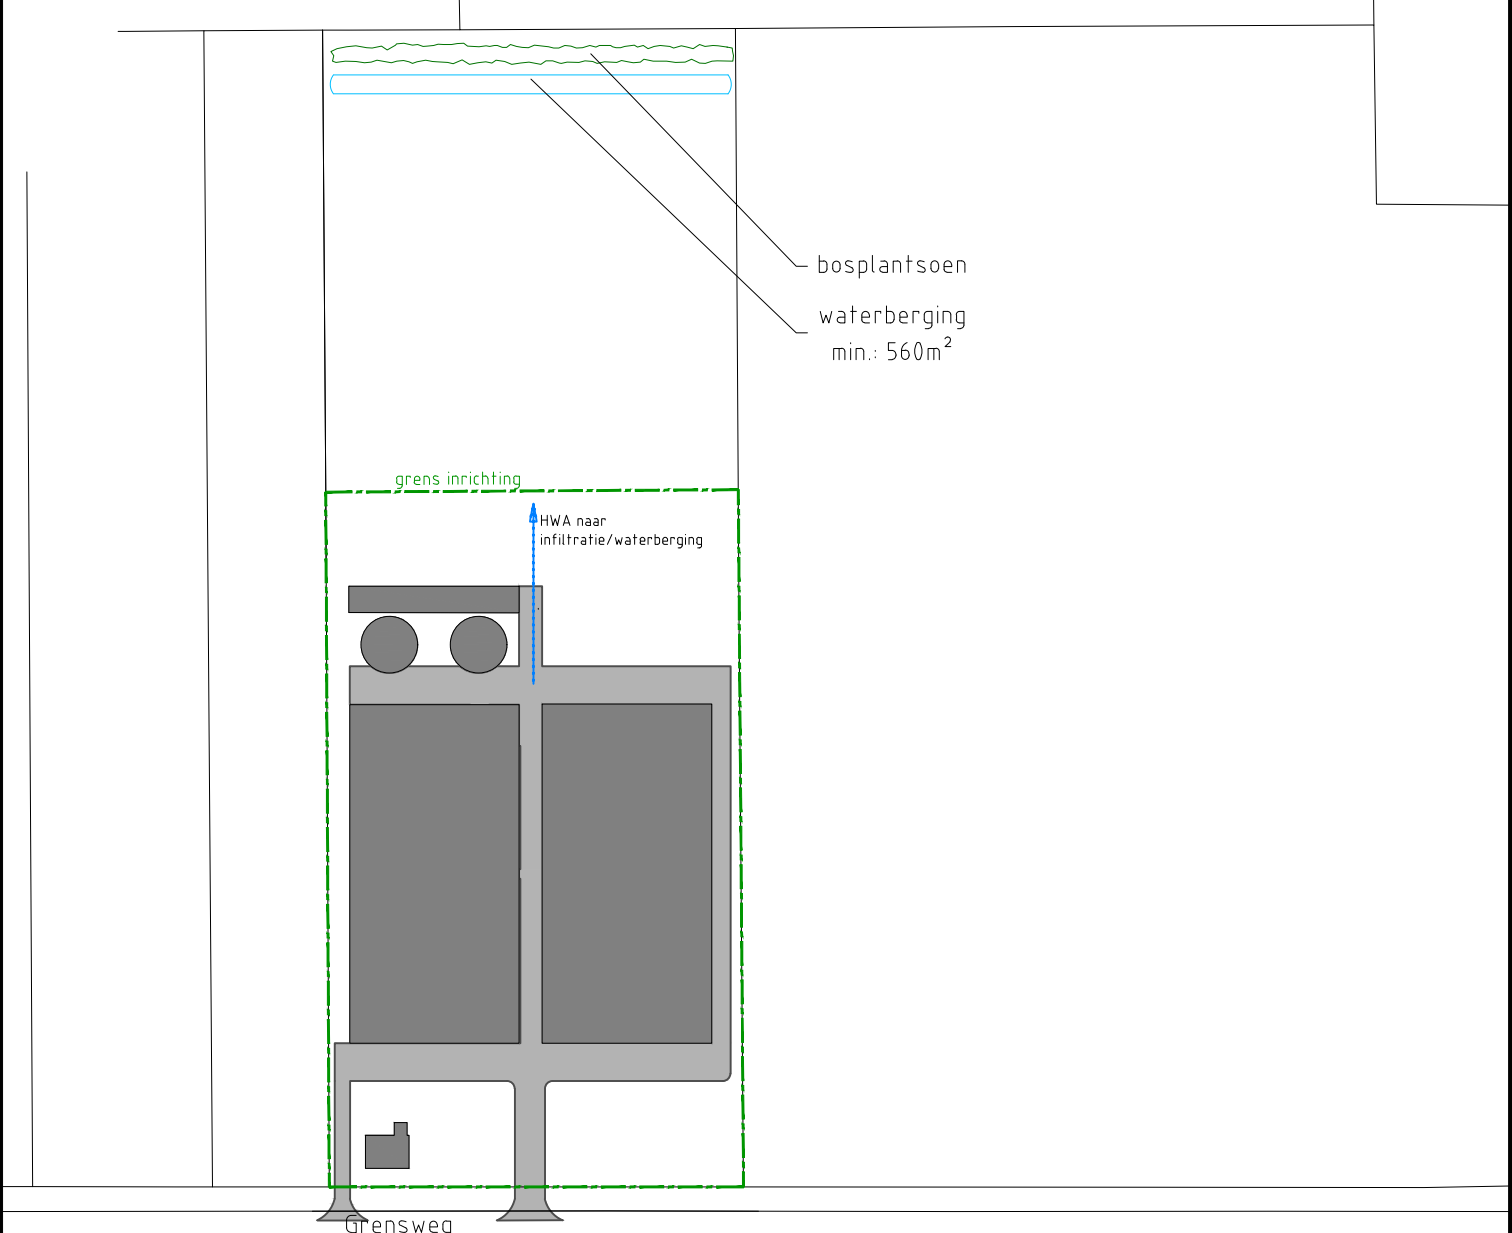 bosplantsoen
waterberging
min.: 560m²
grens inrichting
HWA naar
infiltratie/waterberging
Grensweg